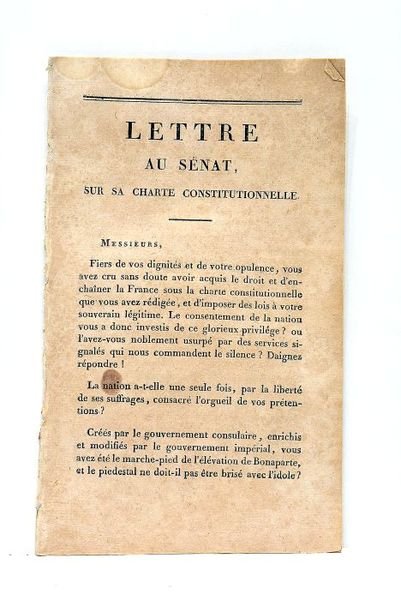 LETTRE
AU SÉNAT,
SUR SA CHARTE CONSTITUTIONNELLE.
Messieurs,
Fiers de vos dignités et de votre opulence, vous
avez cru sans doute avoir acquis le droit et d'en-
chaîner la France sous la charte constitutionnelle
que vous avez rédigée, et d'imposer des lois à votre
souverain légitime. Le consentement de la nation
vous a donc investis de ce glorieux privilége ? ou
l'avez-vous noblement usurpé par des services si-
gnalés qui nous commandent le silence ? Daignez
répondre !
La nation a-t-elle une seule fois, par la liberté
de ses suffrages, consacré l'orgueil de vos préten-
tions ?
Créés par le gouvernement consulaire, enrichis
et modifiés par le gouvernement impérial, vous
avez été le marche-pied de l'élévation de Bonaparte,
et le piedestal ne doit-il pas être brisé avec l'idole ?